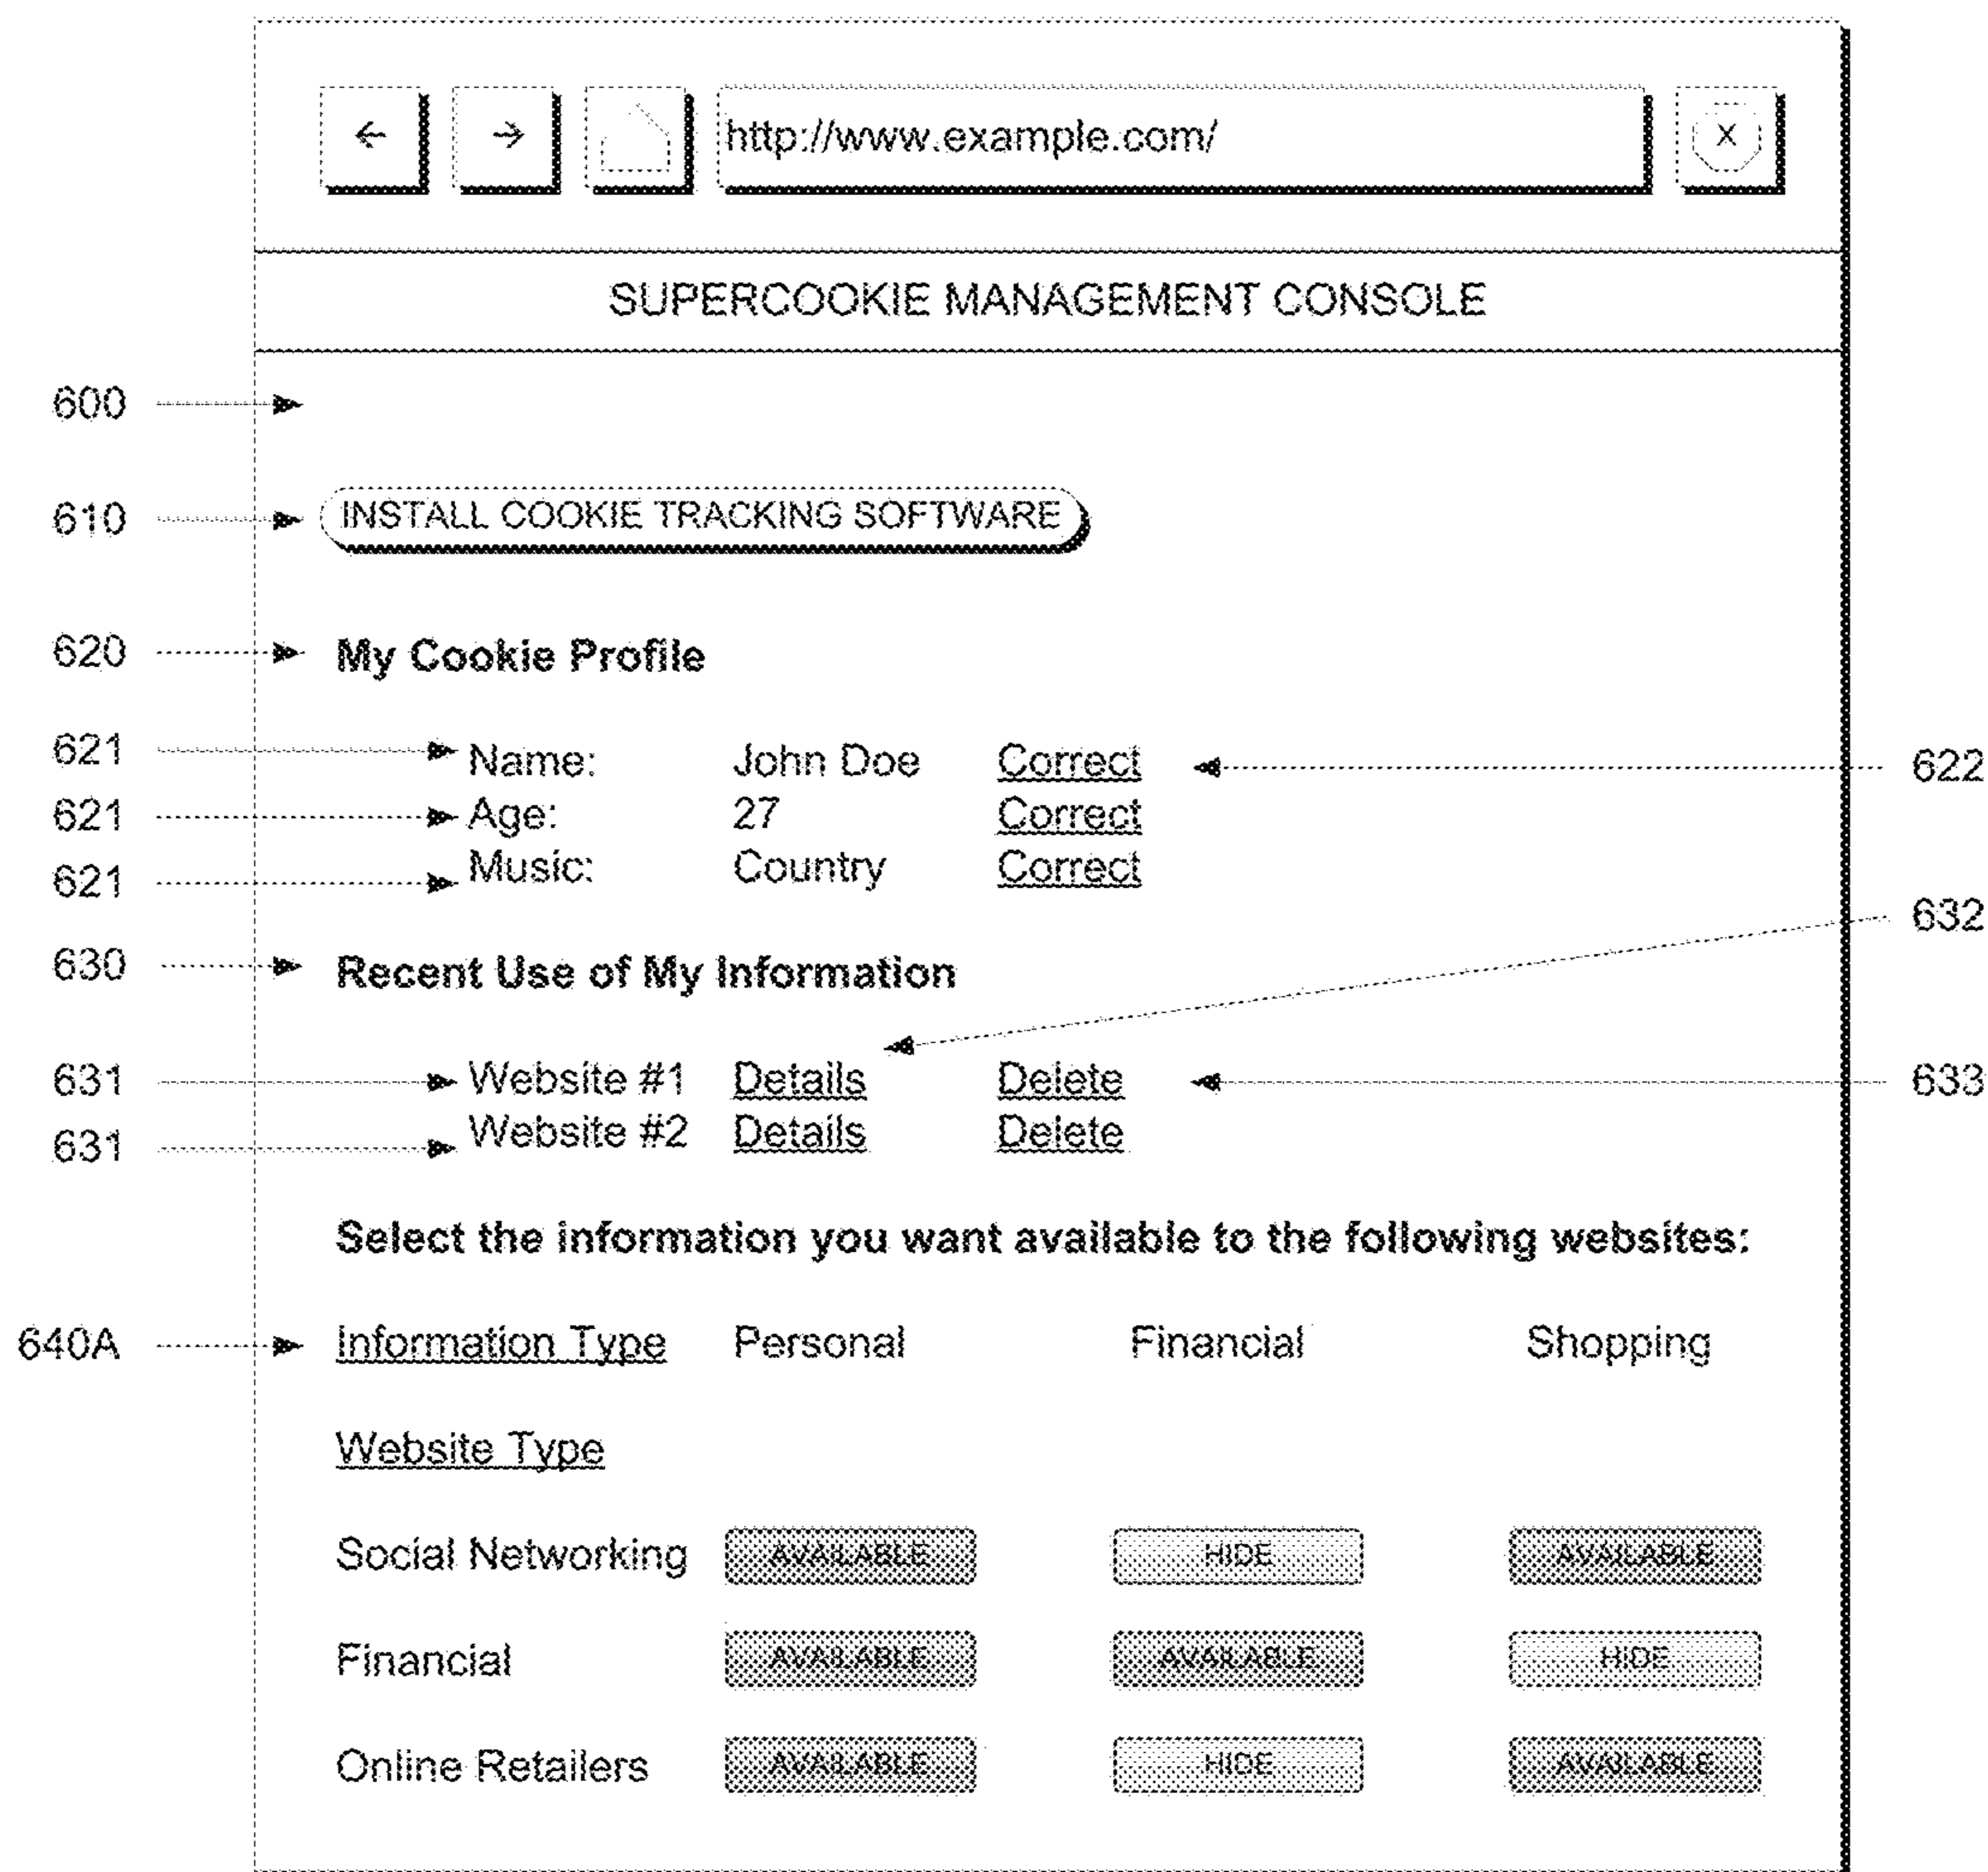 ← → http://www.example.com/ X
SUPERCOOKIE MANAGEMENT CONSOLE
600
610 INSTALL COOKIE TRACKING SOFTWARE
620 My Cookie Profile
621 Name: John Doe Correct 622
621 Age: 27 Correct
621 Music: Country Correct
632
630 Recent Use of My Information
631 Website #1 Details Delete 633
631 Website #2 Details Delete
Select the information you want available to the following websites:
640A Information Type Personal Financial Shopping
Website Type
Social Networking AVAILABLE HIDE AVAILABLE
Financial AVAILABLE AVAILABLE HIDE
Online Retailers AVAILABLE HIDE AVAILABLE